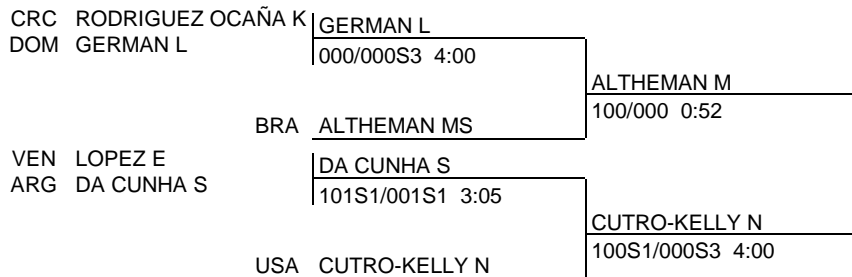 CRC RODRIGUEZ OCAÑA K
DOM GERMAN L
GERMAN L
000/000S3 4:00
ALTHEMAN M
100/000 0:52
BRA ALTHEMAN MS
VEN LOPEZ E
ARG DA CUNHA S
DA CUNHA S
101S1/001S1 3:05
CUTRO-KELLY N
100S1/000S3 4:00
USA CUTRO-KELLY N